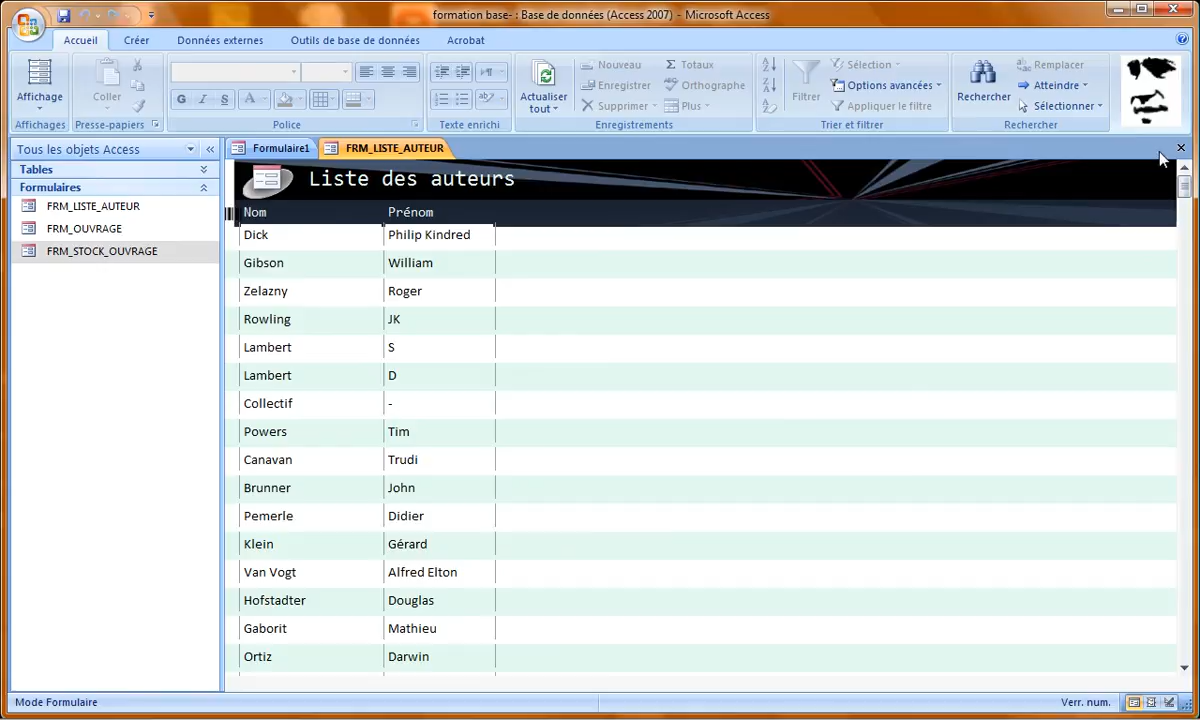 formation base- : Base de données (Access 2007) - Microsoft Access
Accueil Créer Données externes Outils de base de données Acrobat
Affichage
Coller
G I S A
Actualiser
tout
Nouveau
Enregistrer
Supprimer
Σ Totaux
Orthographe
Plus
Filtrer
Sélection
Options avancées
Appliquer le filtre
Rechercher
Remplacer
Atteindre
Sélectionner
Affichages Presse-papiers Police Texte enrichi Enregistrements Trier et filtrer Rechercher
Tous les objets Access
Tables
Formulaires
FRM_LISTE_AUTEUR
FRM_OUVRAGE
FRM_STOCK_OUVRAGE
Formulaire1 FRM_LISTE_AUTEUR
Liste des auteurs
Nom Prénom
Dick Philip Kindred
Gibson William
Zelazny Roger
Rowling JK
Lambert S
Lambert D
Collectif -
Powers Tim
Canavan Trudi
Brunner John
Pemerle Didier
Klein Gérard
Van Vogt Alfred Elton
Hofstadter Douglas
Gaborit Mathieu
Ortiz Darwin
Mode Formulaire Verr. num.